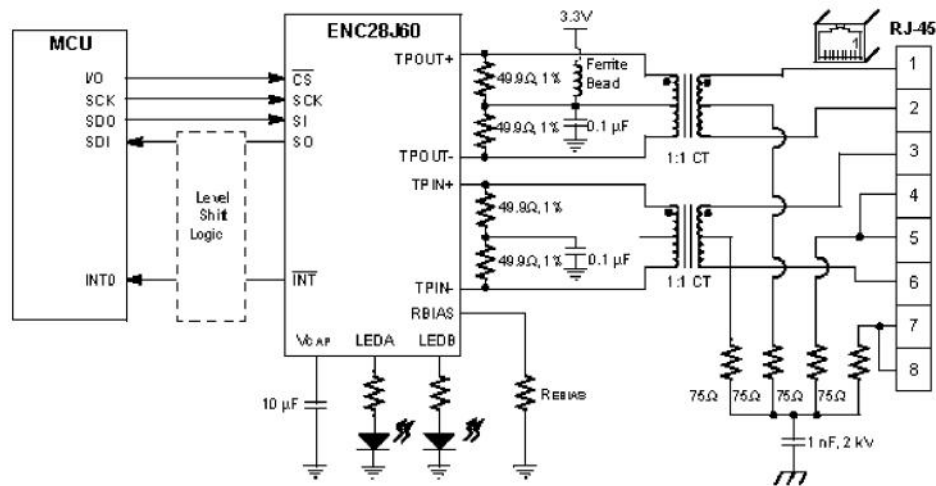 MCU
I/O
SCK
SDO
SDI
INT0
Level
Shift
Logic
ENC28J60
CS
SCK
SI
SO
INT
TPOUT+
TPOUT-
TPIN+
TPIN-
RBIAS
VCAP
LEDA
LEDB
10 µF
REBIAS
3.3V
Ferrite
Bead
49.9Ω, 1%
49.9Ω, 1%
0.1 µF
1:1 CT
49.9Ω, 1%
49.9Ω, 1%
0.1 µF
1:1 CT
1
RJ-45
1
2
3
4
5
6
7
8
75Ω
75Ω
75Ω
75Ω
1 nF, 2 kV